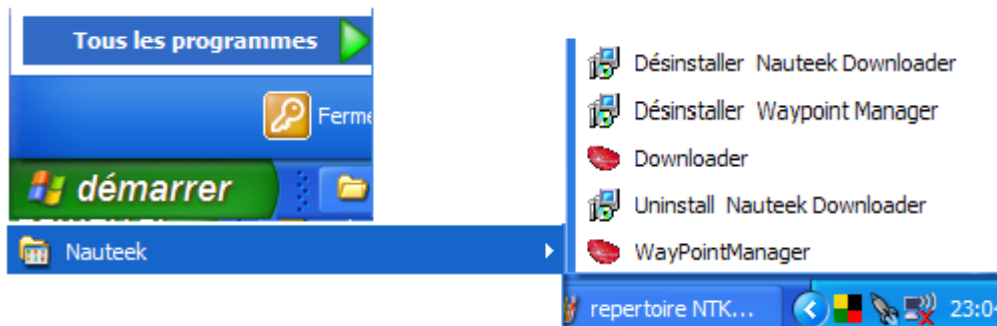 Tous les programmes
Ferme
démarrer
Nauteek
Désinstaller Nauteek Downloader
Désinstaller Waypoint Manager
Downloader
Uninstall Nauteek Downloader
WayPointManager
repertoire NTK...
23:0